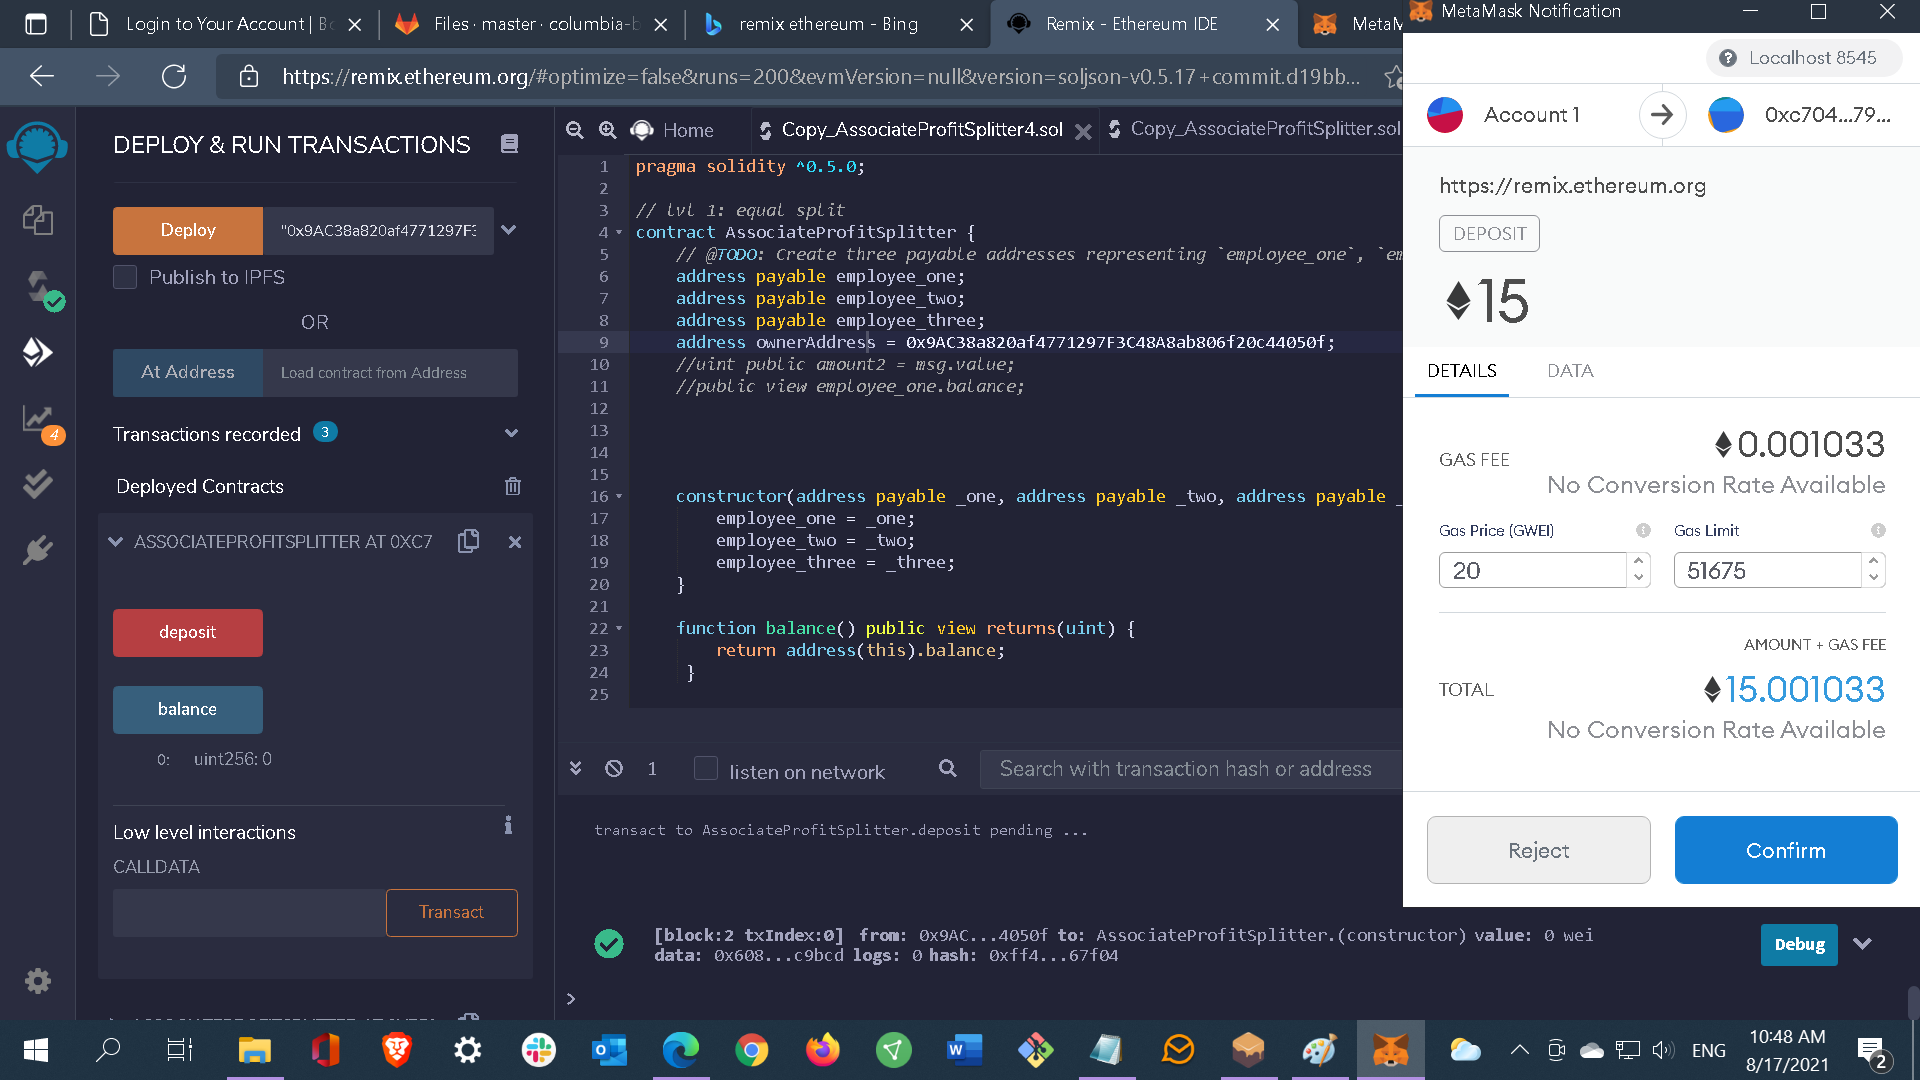 Login to Your Account | Bo
Files · master · columbia-b
remix ethereum - Bing
Remix - Ethereum IDE
MetaM
MetaMask Notification
https://remix.ethereum.org/#optimize=false&runs=200&evmVersion=null&version=soljson-v0.5.17+commit.d19bb...
Localhost 8545
Account 1
0xc704...79...
DEPLOY & RUN TRANSACTIONS
Deploy
"0x9AC38a820af4771297F3
Publish to IPFS
OR
At Address
Load contract from Address
Transactions recorded 3
Deployed Contracts
ASSOCIATEPROFITSPLITTER AT 0XC7
deposit
balance
0: uint256: 0
Low level interactions
CALLDATA
Transact
4
Home
Copy_AssociateProfitSplitter4.sol
Copy_AssociateProfitSplitter.sol
1 pragma solidity ^0.5.0;
2
3 // lvl 1: equal split
4 contract AssociateProfitSplitter {
5 // @TODO: Create three payable addresses representing `employee_one`, `em
6 address payable employee_one;
7 address payable employee_two;
8 address payable employee_three;
9 address ownerAddress = 0x9AC38a820af4771297F3C48A8ab806f20c44050f;
10 //uint public amount2 = msg.value;
11 //public view employee_one.balance;
12
13
14
15
16 constructor(address payable _one, address payable _two, address payable _
17 employee_one = _one;
18 employee_two = _two;
19 employee_three = _three;
20 }
21
22 function balance() public view returns(uint) {
23 return address(this).balance;
24 }
25
1
listen on network
Search with transaction hash or address
transact to AssociateProfitSplitter.deposit pending ...
[block:2 txIndex:0] from: 0x9AC...4050f to: AssociateProfitSplitter.(constructor) value: 0 wei
data: 0x608...c9bcd logs: 0 hash: 0xff4...67f04
Debug
>
https://remix.ethereum.org
DEPOSIT
15
DETAILS
DATA
GAS FEE
0.001033
No Conversion Rate Available
Gas Price (GWEI)
Gas Limit
20
51675
AMOUNT + GAS FEE
TOTAL
15.001033
No Conversion Rate Available
Reject
Confirm
ENG
10:48 AM
8/17/2021
2